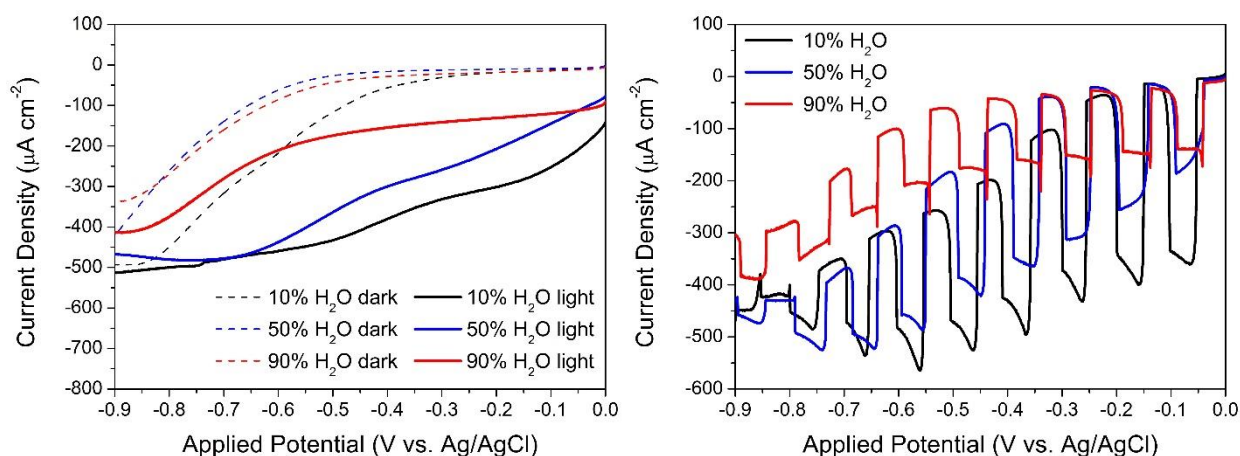 100
0
-100
-200
-300
-400
-500
-600
-700
-800
Current Density (μA cm⁻²)
10% H₂O dark
10% H₂O light
50% H₂O dark
50% H₂O light
90% H₂O dark
90% H₂O light
-0.9 -0.8 -0.7 -0.6 -0.5 -0.4 -0.3 -0.2 -0.1 0.0
Applied Potential (V vs. Ag/AgCl)
100
0
-100
-200
-300
-400
-500
-600
Current Density (μA cm⁻²)
10% H₂O
50% H₂O
90% H₂O
-0.9 -0.8 -0.7 -0.6 -0.5 -0.4 -0.3 -0.2 -0.1 0.0
Applied Potential (V vs. Ag/AgCl)